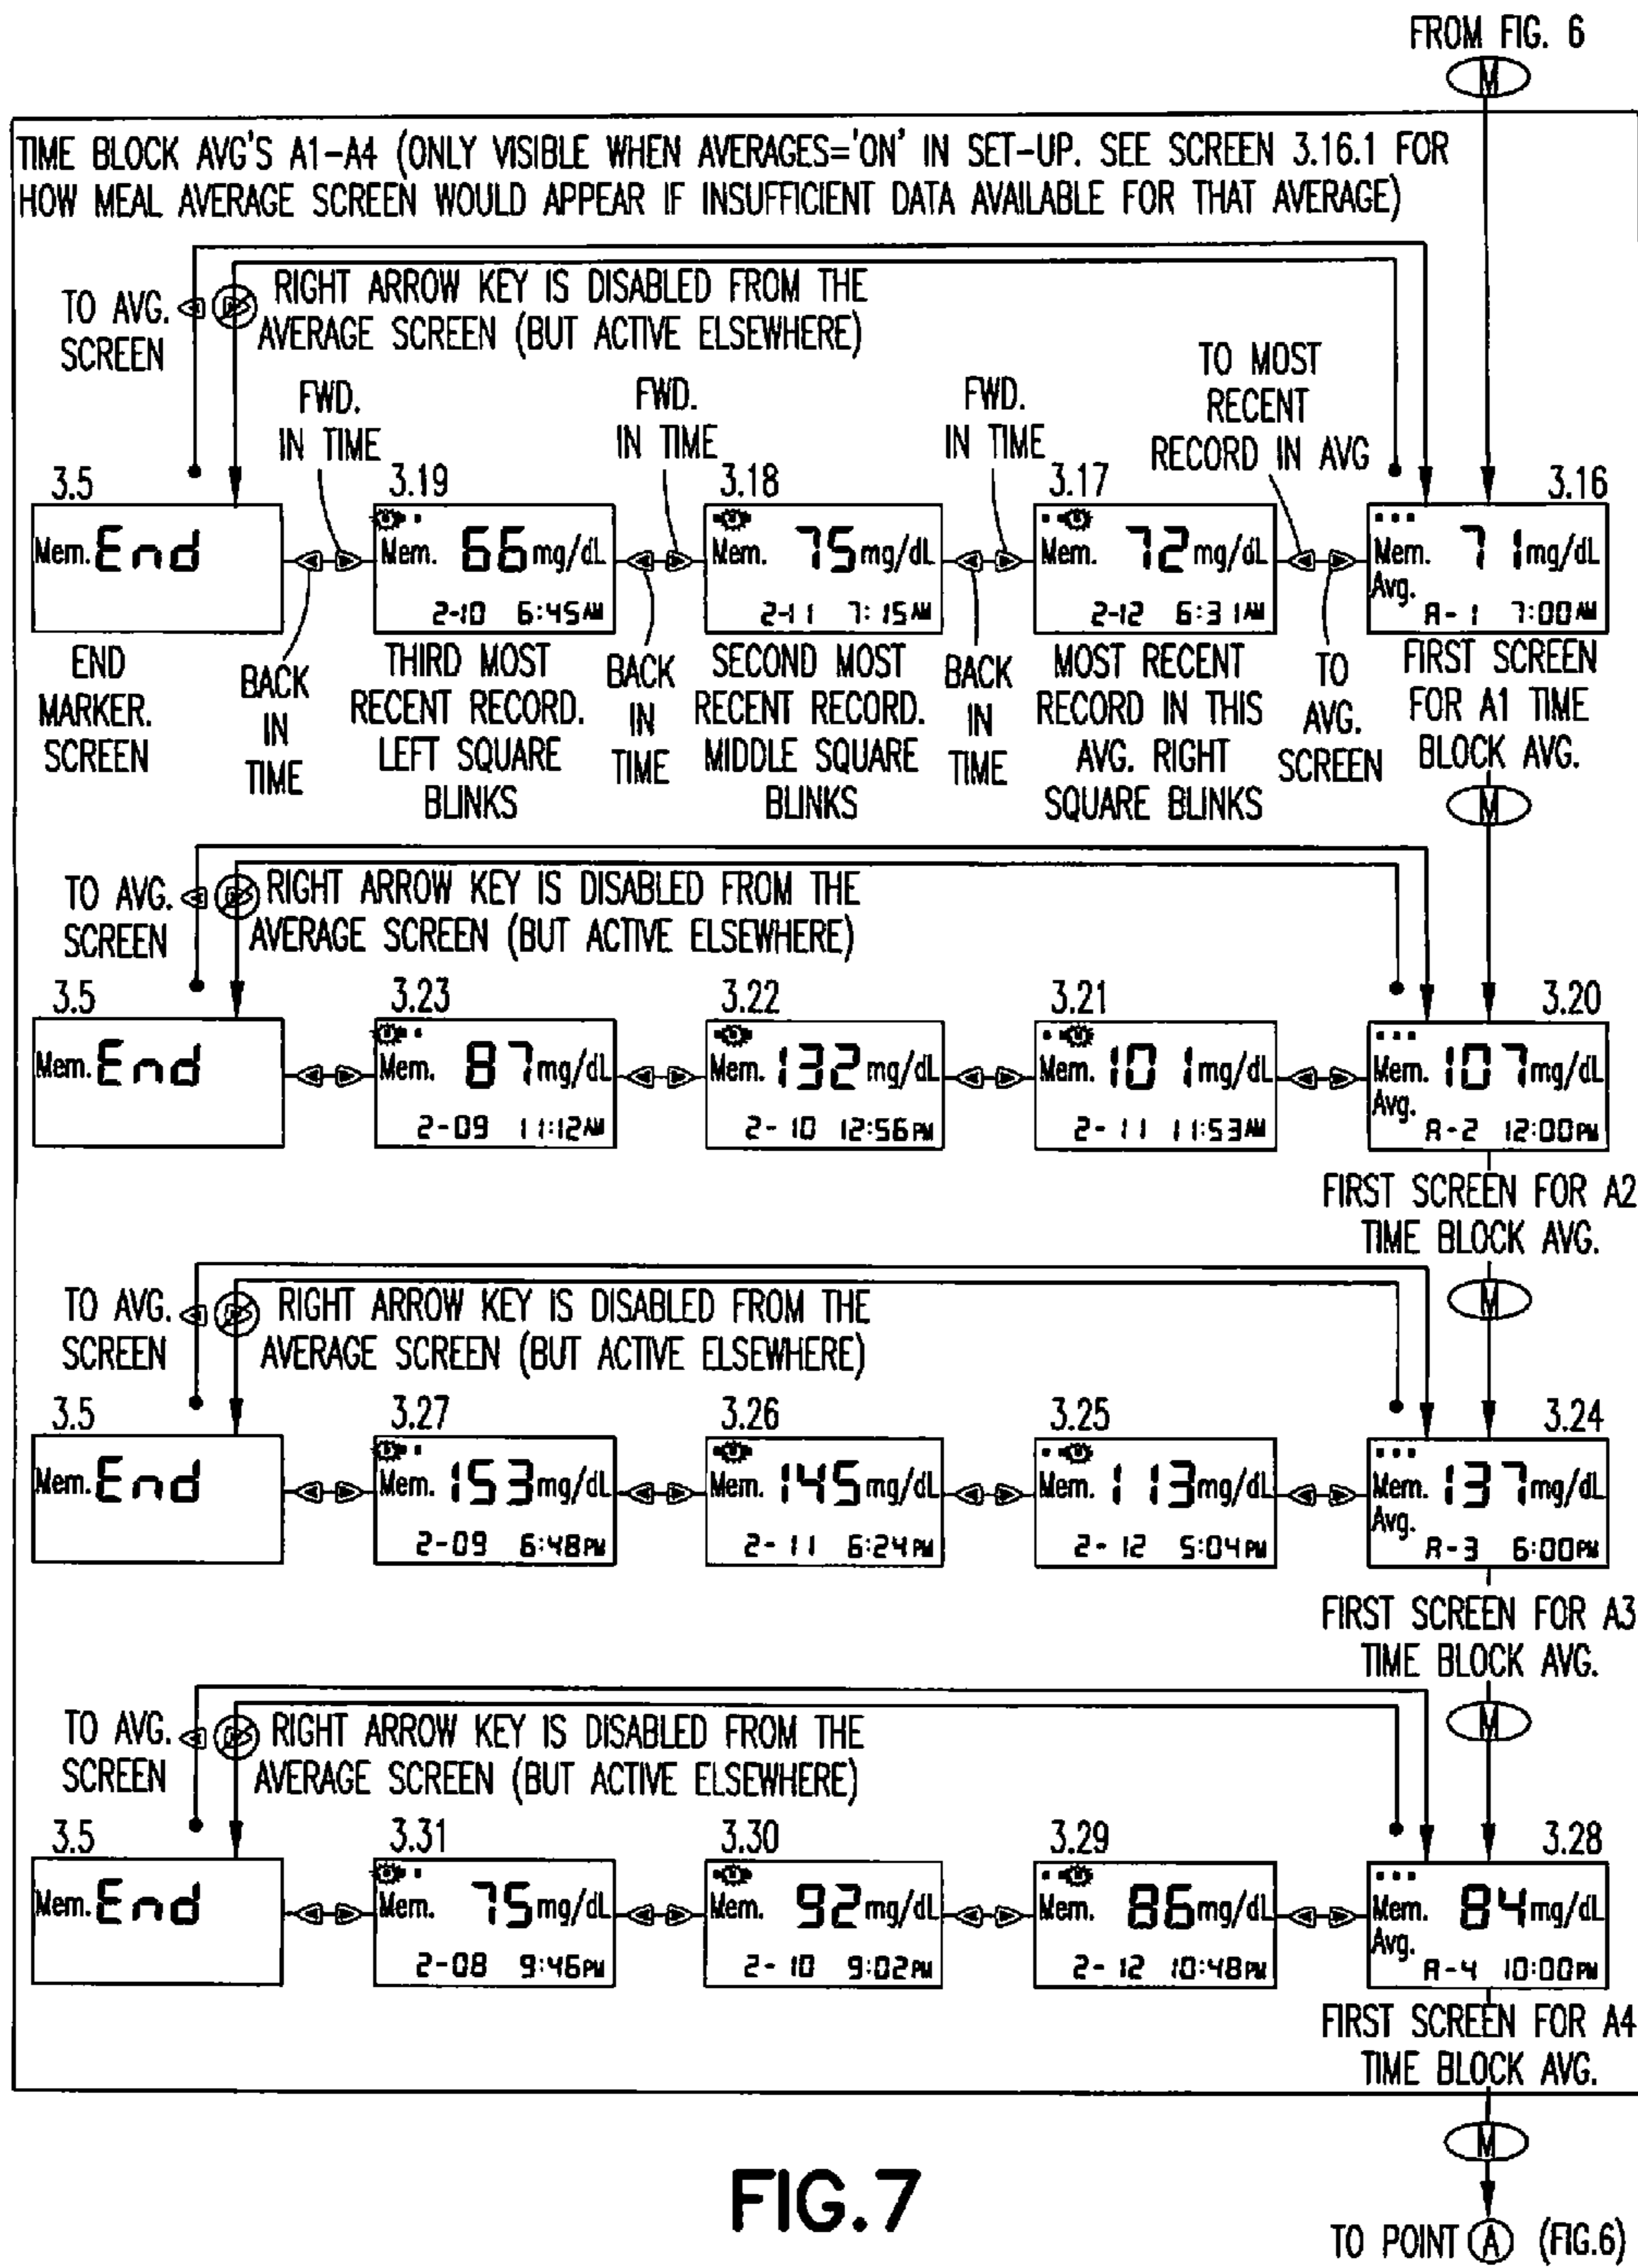 FROM FIG. 6
M
TIME BLOCK AVG'S A1-A4 (ONLY VISIBLE WHEN AVERAGES='ON' IN SET-UP. SEE SCREEN 3.16.1 FOR
HOW MEAL AVERAGE SCREEN WOULD APPEAR IF INSUFFICIENT DATA AVAILABLE FOR THAT AVERAGE)
TO AVG.
SCREEN
RIGHT ARROW KEY IS DISABLED FROM THE
AVERAGE SCREEN (BUT ACTIVE ELSEWHERE)
FWD.
IN TIME
FWD.
IN TIME
FWD.
IN TIME
TO MOST
RECENT
RECORD IN AVG
3.5
Mem. End
END
MARKER.
SCREEN
BACK
IN
TIME
3.19
Mem. 66 mg/dL
2-10 6:45AM
THIRD MOST
RECENT RECORD.
LEFT SQUARE
BLINKS
BACK
IN
TIME
3.18
Mem. 75 mg/dL
2-11 7:15AM
SECOND MOST
RECENT RECORD.
MIDDLE SQUARE
BLINKS
BACK
IN
TIME
3.17
Mem. 72 mg/dL
2-12 6:31AM
MOST RECENT
RECORD IN THIS
AVG. RIGHT
SQUARE BLINKS
TO
AVG.
SCREEN
3.16
Mem. 71 mg/dL
Avg.
A-1 7:00AM
FIRST SCREEN
FOR A1 TIME
BLOCK AVG.
M
TO AVG.
SCREEN
RIGHT ARROW KEY IS DISABLED FROM THE
AVERAGE SCREEN (BUT ACTIVE ELSEWHERE)
3.5
Mem. End
3.23
Mem. 87 mg/dL
2-09 11:12AM
3.22
Mem. 132 mg/dL
2-10 12:56PM
3.21
Mem. 101 mg/dL
2-11 11:53AM
3.20
Mem. 107 mg/dL
Avg.
A-2 12:00PM
FIRST SCREEN FOR A2
TIME BLOCK AVG.
M
TO AVG.
SCREEN
RIGHT ARROW KEY IS DISABLED FROM THE
AVERAGE SCREEN (BUT ACTIVE ELSEWHERE)
3.5
Mem. End
3.27
Mem. 153 mg/dL
2-09 6:48PM
3.26
Mem. 145 mg/dL
2-11 6:24PM
3.25
Mem. 113 mg/dL
2-12 5:04PM
3.24
Mem. 137 mg/dL
Avg.
A-3 6:00PM
FIRST SCREEN FOR A3
TIME BLOCK AVG.
M
TO AVG.
SCREEN
RIGHT ARROW KEY IS DISABLED FROM THE
AVERAGE SCREEN (BUT ACTIVE ELSEWHERE)
3.5
Mem. End
3.31
Mem. 75 mg/dL
2-08 9:46PM
3.30
Mem. 92 mg/dL
2-10 9:02PM
3.29
Mem. 86 mg/dL
2-12 10:48PM
3.28
Mem. 84 mg/dL
Avg.
A-4 10:00PM
FIRST SCREEN FOR A4
TIME BLOCK AVG.
M
FIG.7
TO POINT A (FIG.6)